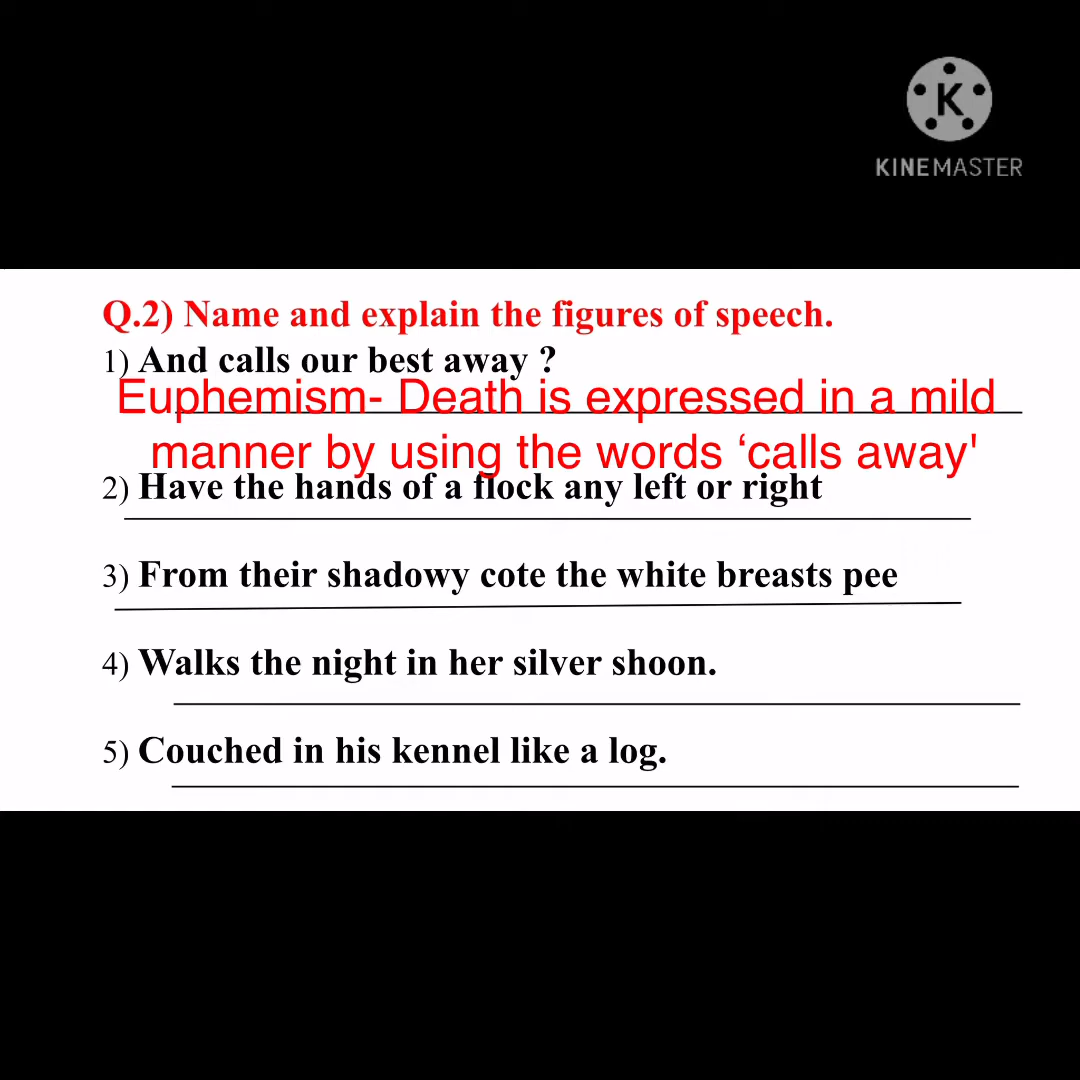 K
KINEMASTER
Q.2) Name and explain the figures of speech.
1) And calls our best away ?
Euphemism- Death is expressed in a mild
manner by using the words ‘calls away'
2) Have the hands of a flock any left or right
3) From their shadowy cote the white breasts pee
4) Walks the night in her silver shoon.
5) Couched in his kennel like a log.